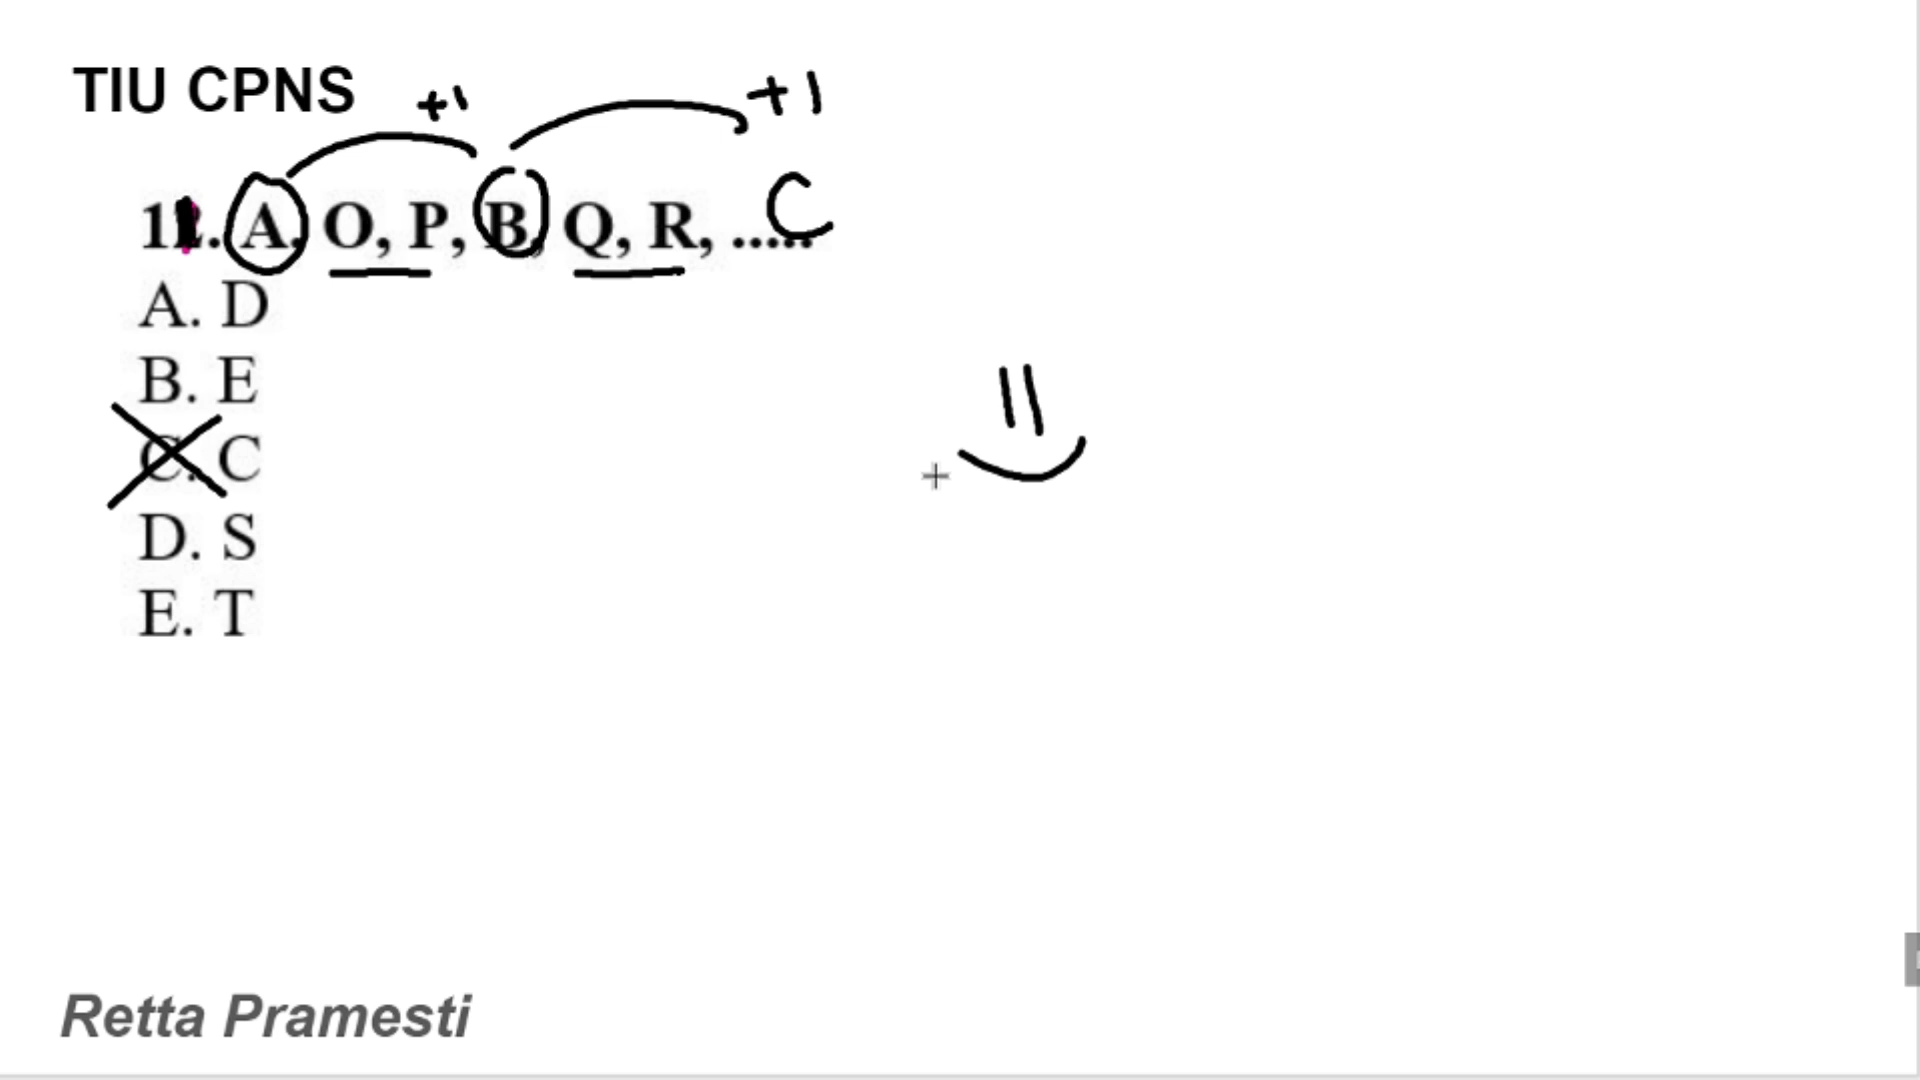 TIU CPNS +1 +1
11. A, O, P, B, Q, R, ..... C
A. D
B. E
C. C
D. S
E. T
Retta Pramesti